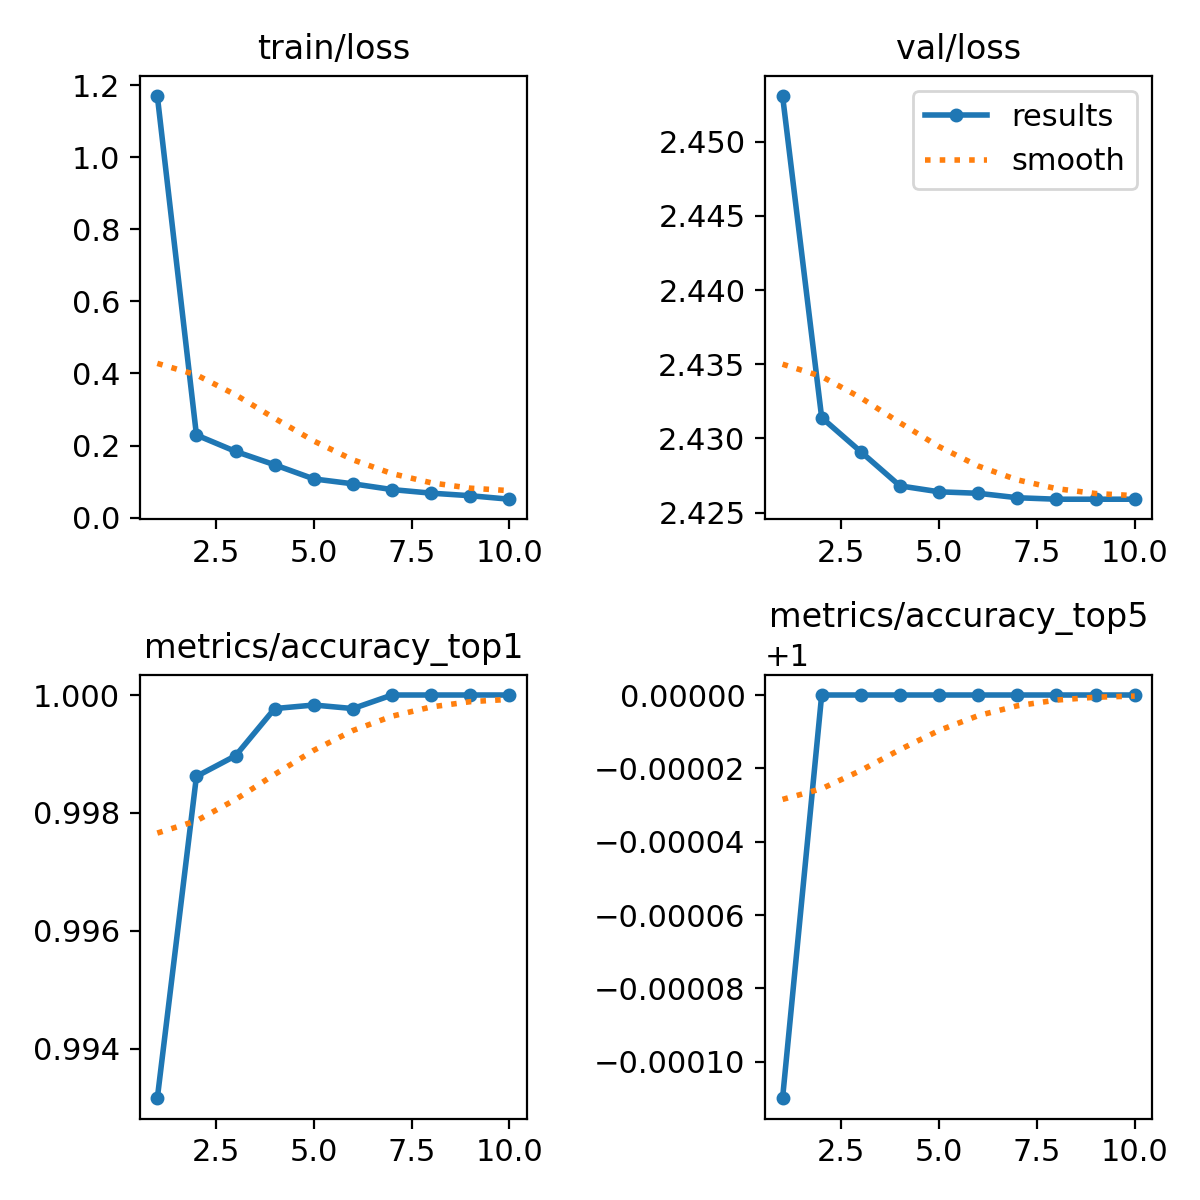 train/loss
1.2
1.0
0.8
0.6
0.4
0.2
0.0
2.5 5.0 7.5 10.0
val/loss
results
smooth
2.450
2.445
2.440
2.435
2.430
2.425
2.5 5.0 7.5 10.0
metrics/accuracy_top1
1.000
0.998
0.996
0.994
2.5 5.0 7.5 10.0
metrics/accuracy_top5
+1
0.00000
−0.00002
−0.00004
−0.00006
−0.00008
−0.00010
2.5 5.0 7.5 10.0